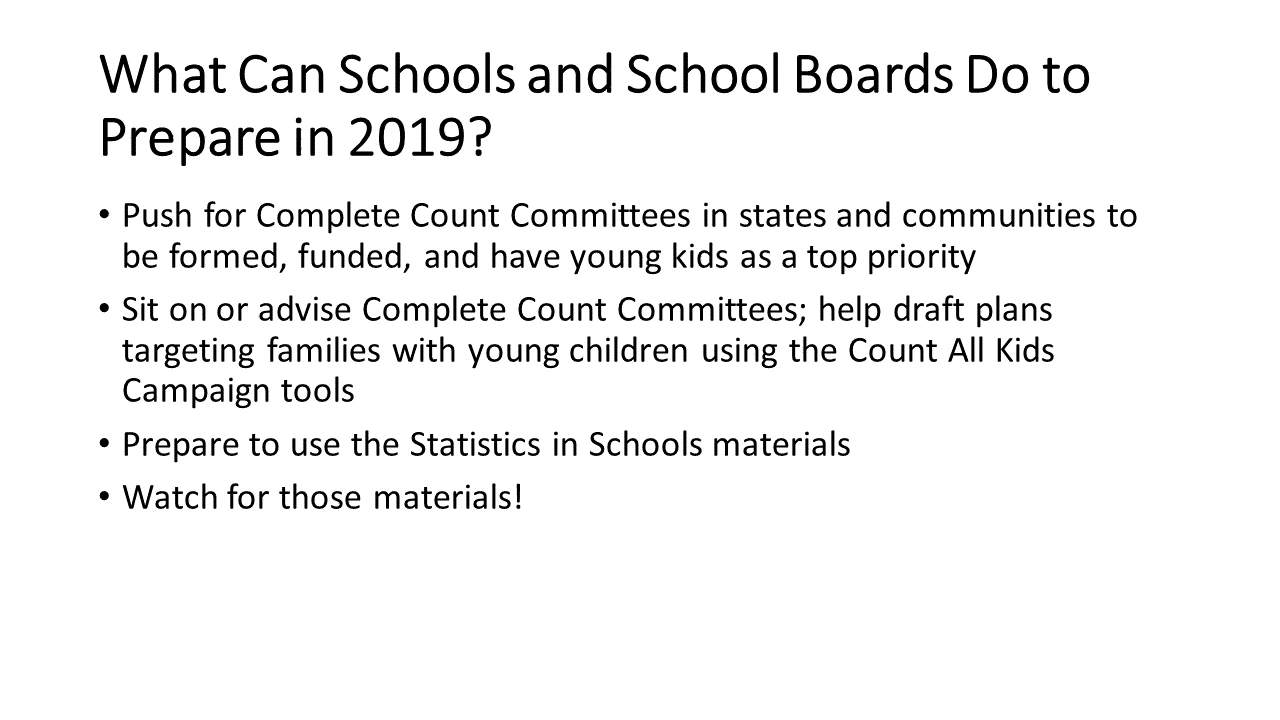 What Can Schools and School Boards Do to
Prepare in 2019?
• Push for Complete Count Committees in states and communities to
be formed, funded, and have young kids as a top priority
• Sit on or advise Complete Count Committees; help draft plans
targeting families with young children using the Count All Kids
Campaign tools
• Prepare to use the Statistics in Schools materials
• Watch for those materials!